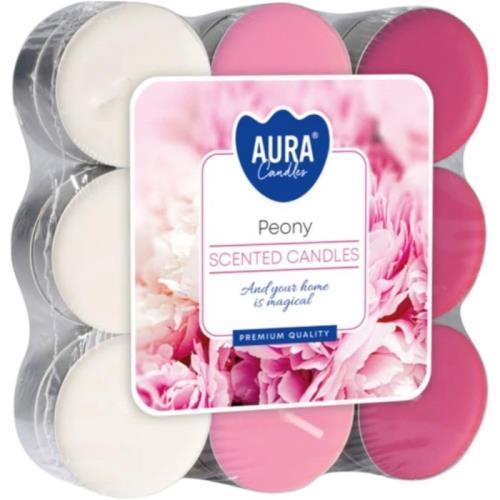 AURA®
Candles
Peony
SCENTED CANDLES
And your home
is magical
PREMIUM QUALITY